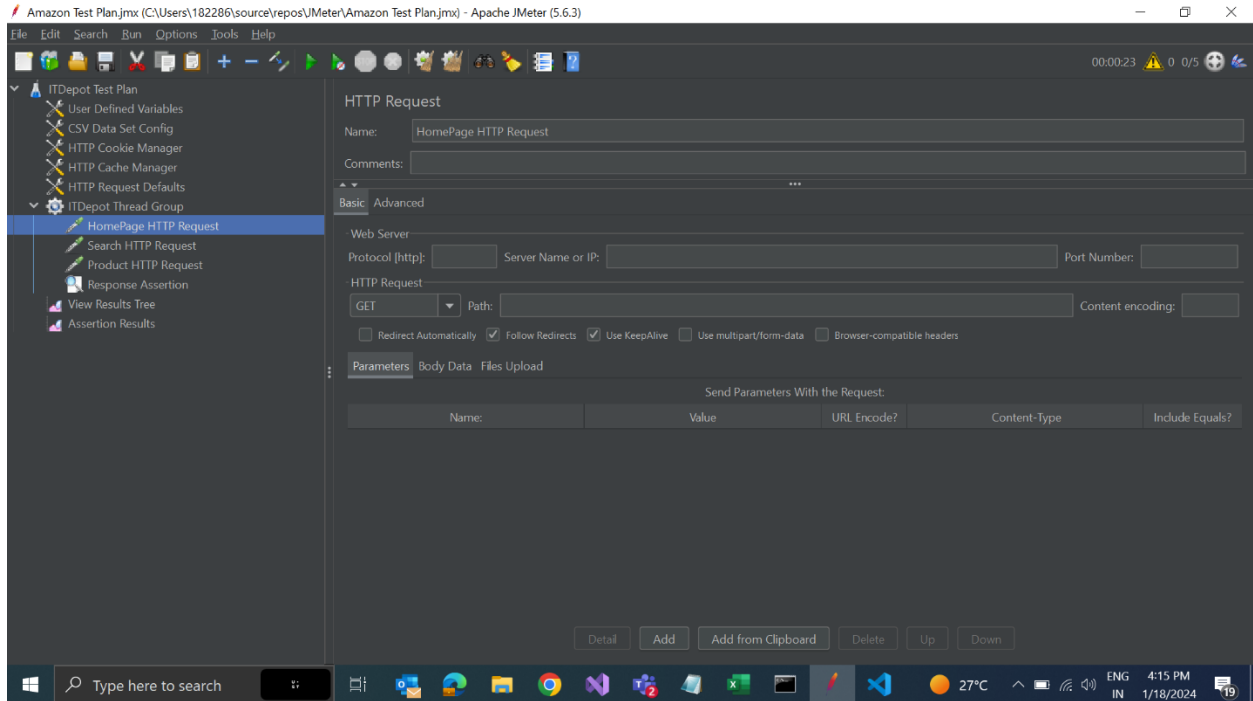 Amazon Test Plan.jmx (C:\Users\182286\source\repos\JMeter\Amazon Test Plan.jmx) - Apache JMeter (5.6.3)
File Edit Search Run Options Tools Help
00:00:23 0 0/5
ITDepot Test Plan
User Defined Variables
CSV Data Set Config
HTTP Cookie Manager
HTTP Cache Manager
HTTP Request Defaults
ITDepot Thread Group
HomePage HTTP Request
Search HTTP Request
Product HTTP Request
Response Assertion
View Results Tree
Assertion Results
HTTP Request
Name: HomePage HTTP Request
Comments:
Basic Advanced
Web Server
Protocol [http]: Server Name or IP: Port Number:
HTTP Request
GET Path: Content encoding:
Redirect Automatically Follow Redirects Use KeepAlive Use multipart/form-data Browser-compatible headers
Parameters Body Data Files Upload
Send Parameters With the Request:
Name: Value URL Encode? Content-Type Include Equals?
Detail Add Add from Clipboard Delete Up Down
Type here to search
27°C
ENG
IN
4:15 PM
1/18/2024
19